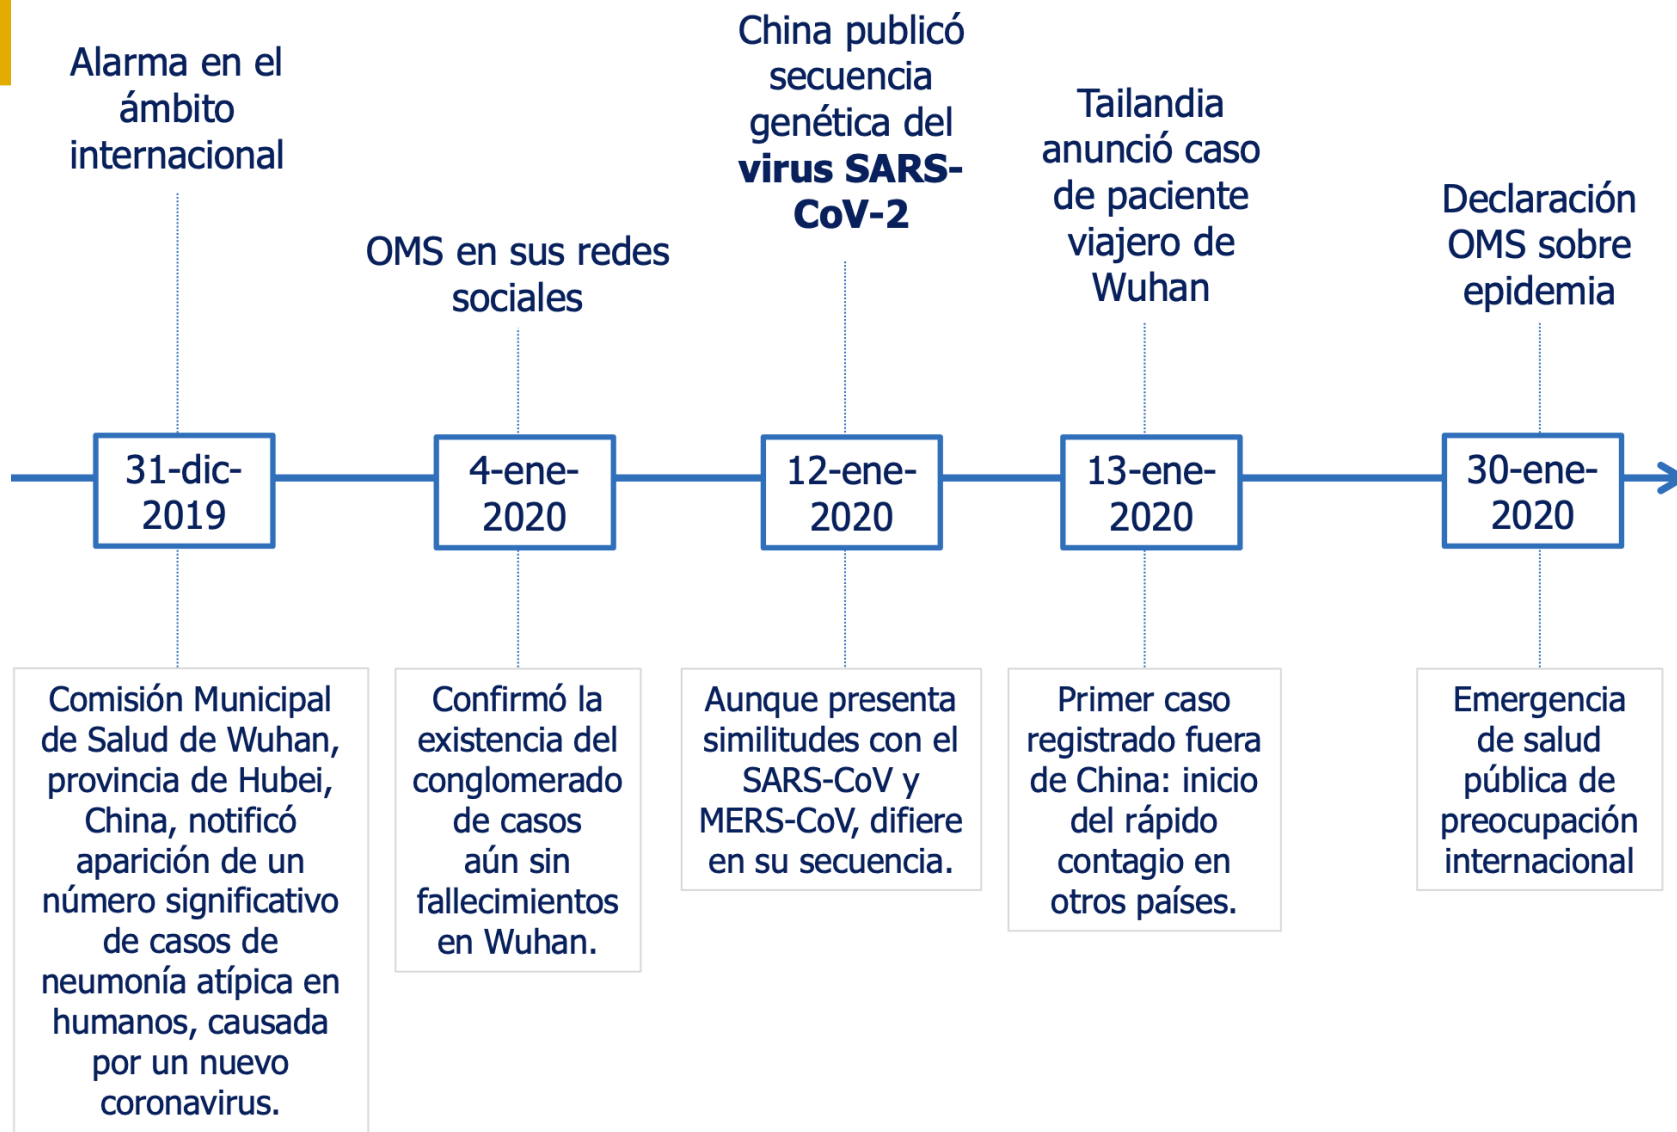 Alarma en el
ámbito
internacional
OMS en sus redes
sociales
China publicó
secuencia
genética del
virus SARS-
CoV-2
Tailandia
anunció caso
de paciente
viajero de
Wuhan
Declaración
OMS sobre
epidemia
31-dic-
2019
4-ene-
2020
12-ene-
2020
13-ene-
2020
30-ene-
2020
Comisión Municipal
de Salud de Wuhan,
provincia de Hubei,
China, notificó
aparición de un
número significativo
de casos de
neumonía atípica en
humanos, causada
por un nuevo
coronavirus.
Confirmó la
existencia del
conglomerado
de casos
aún sin
fallecimientos
en Wuhan.
Aunque presenta
similitudes con el
SARS-CoV y
MERS-CoV, difiere
en su secuencia.
Primer caso
registrado fuera
de China: inicio
del rápido
contagio en
otros países.
Emergencia
de salud
pública de
preocupación
internacional